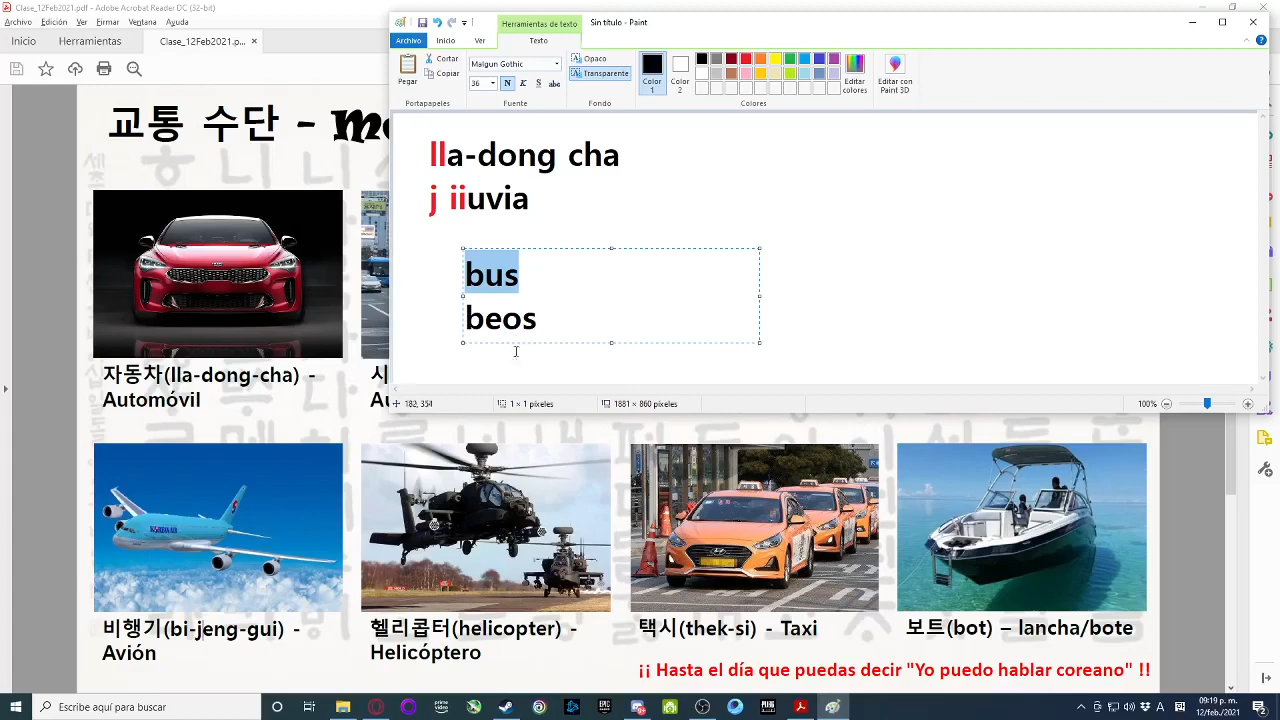 Clase_12Feb2021.pdf - Adobe Acrobat Reader DC (32-bit)
Archivo Edición Ver Firmar Ventana Ayuda
Inicio Herramientas Clase_12Feb2021.p...
Herramientas de texto
Sin título - Paint
Archivo Inicio Ver Texto
Pegar
Cortar
Copiar
Portapapeles
Malgun Gothic
36 N K S abc
Fuente
Opaco
Transparente
Fondo
Color 1
Color 2
Editar colores
Colores
Editar con Paint 3D
lla-dong cha
j iiuvia
bus
beos
182, 354
1 × 1 píxeles
1881 × 860 píxeles
100%
교통 수단 -
자동차(lla-dong-cha) - Automóvil
비행기(bi-jeng-gui) - Avión
헬리콥터(helicopter) - Helicóptero
택시(thek-si) - Taxi
보트(bot) – lancha/bote
¡¡ Hasta el día que puedas decir "Yo puedo hablar coreano" !!
Escribe aquí para buscar
09:19 p. m.
12/feb./2021